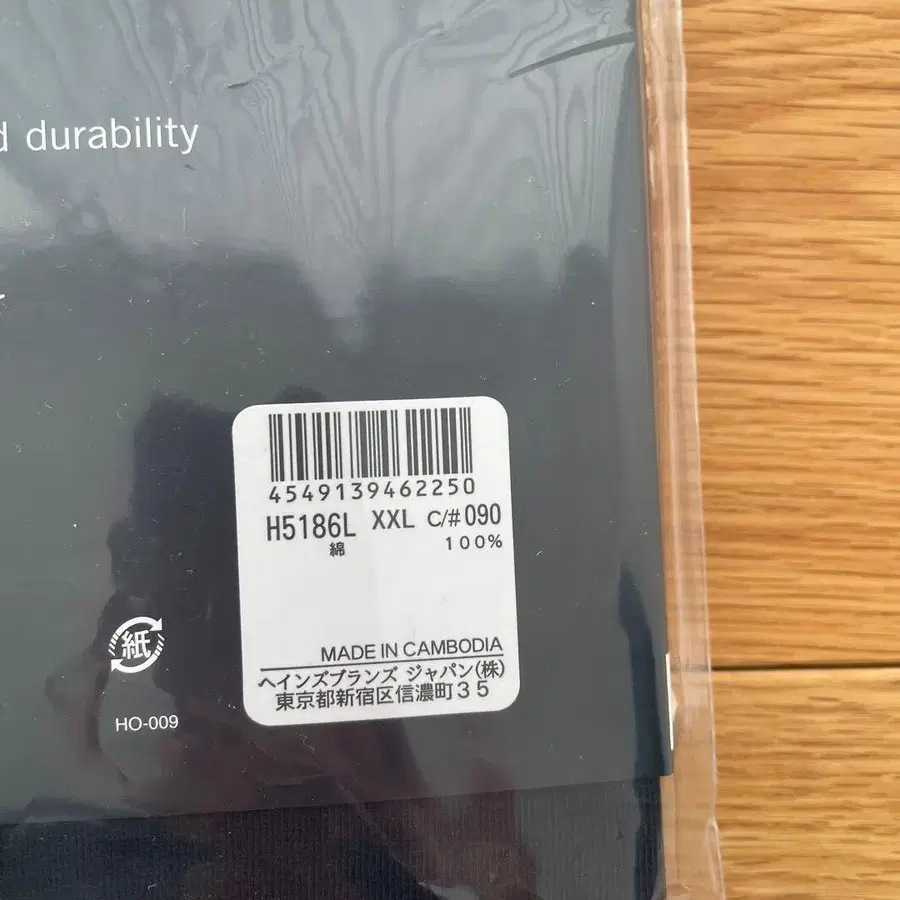 durability
4549139462250
H5186L XXL C/# 090
綿 100%
MADE IN CAMBODIA
ヘインズブランズ ジャパン(株)
東京都新宿区信濃町35
紙
HO-009